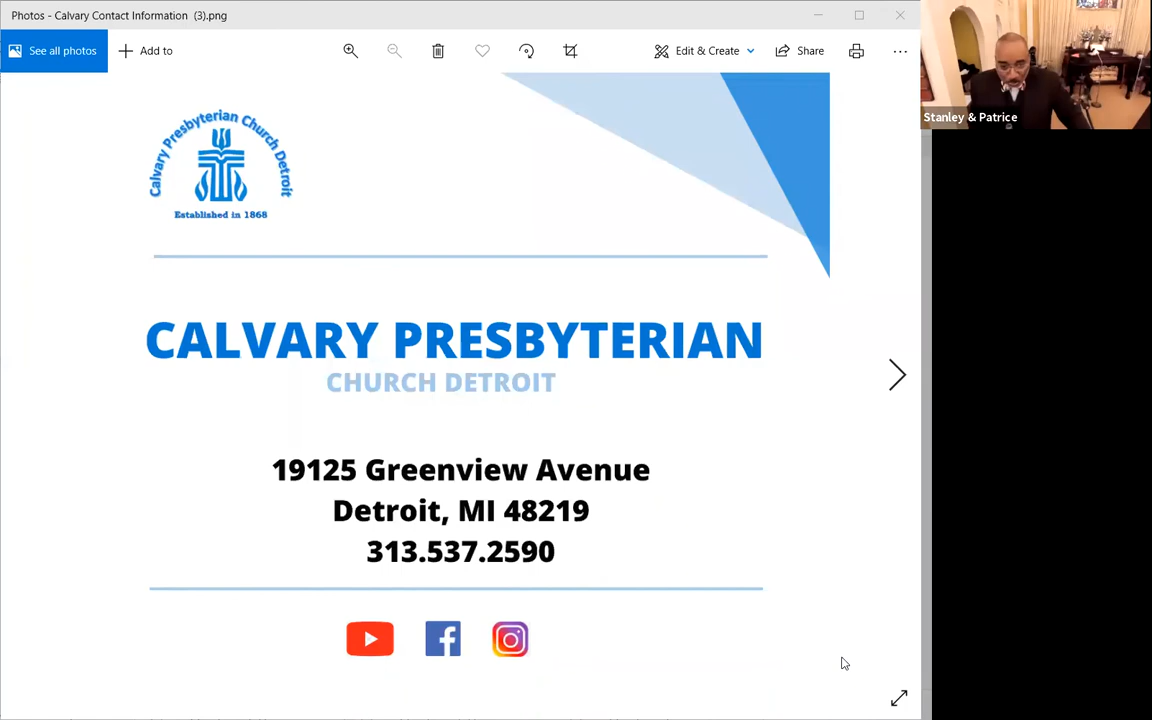 Photos - Calvary Contact Information (3).png
See all photos
Add to
Edit & Create
Share
Stanley & Patrice
Calvary Presbyterian Church Detroit
Established in 1868
CALVARY PRESBYTERIAN
CHURCH DETROIT
19125 Greenview Avenue
Detroit, MI 48219
313.537.2590